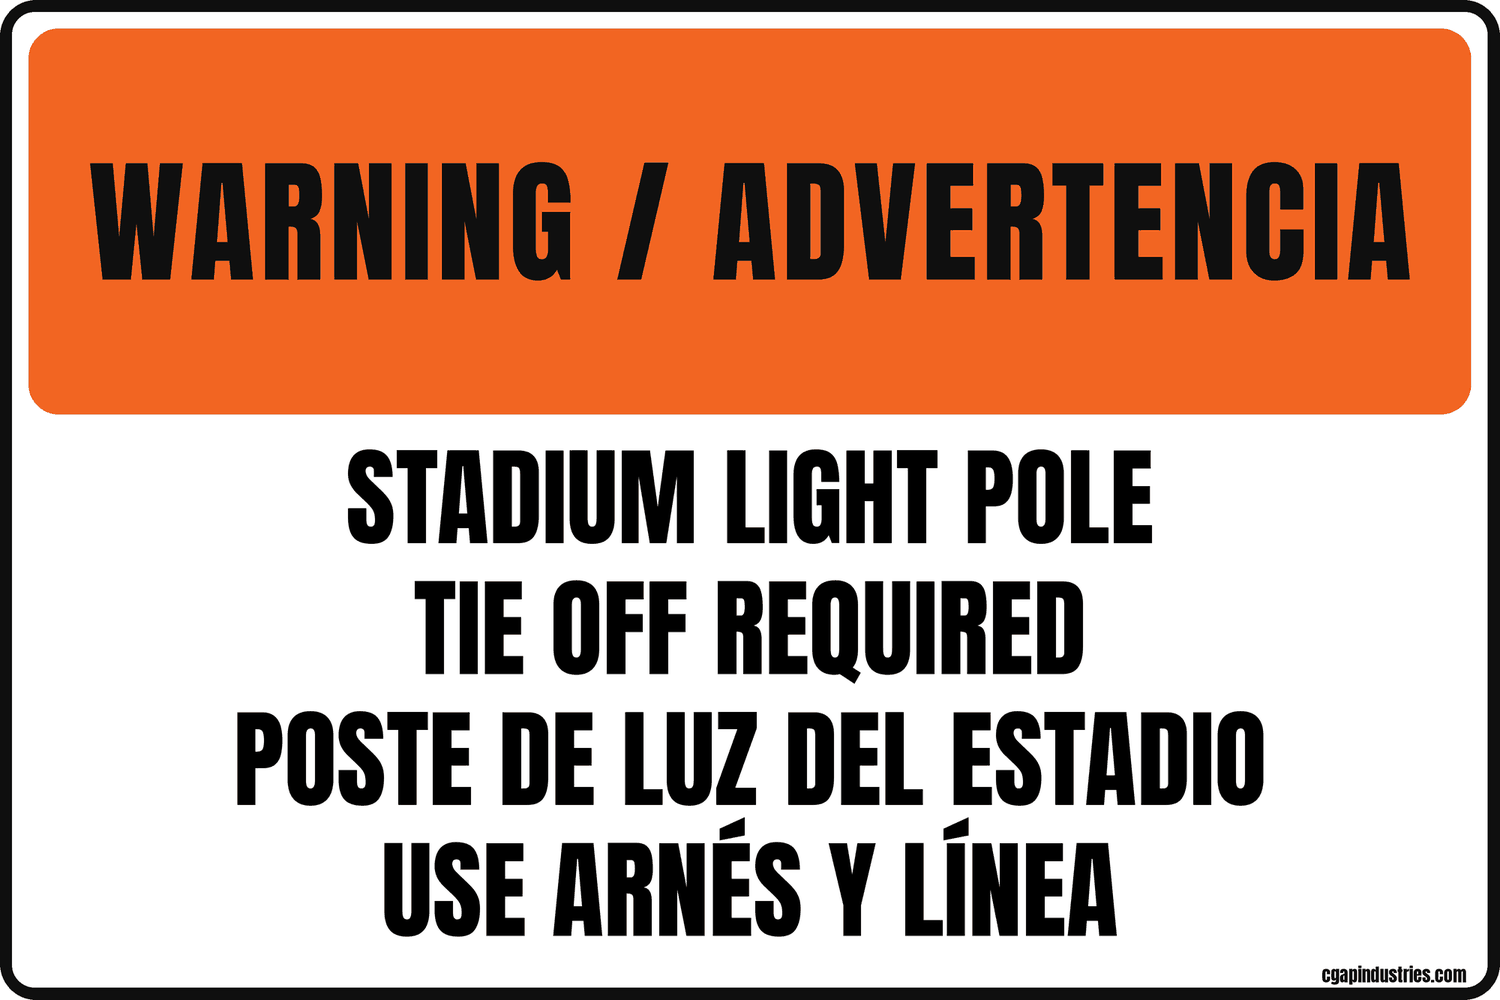 WARNING / ADVERTENCIA
STADIUM LIGHT POLE
TIE OFF REQUIRED
POSTE DE LUZ DEL ESTADIO
USE ARNÉS Y LÍNEA
cgapindustries.com